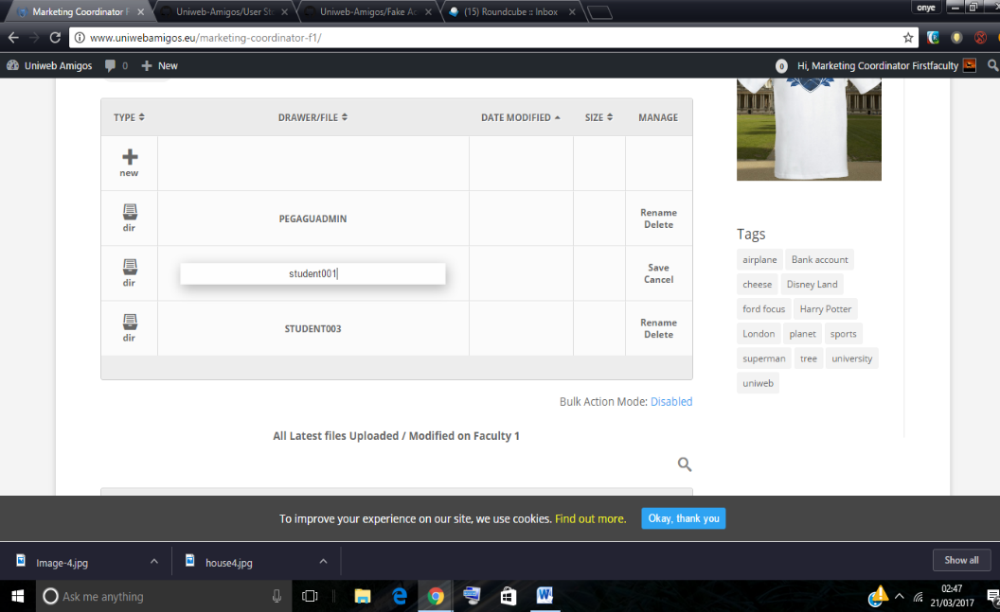 Marketing Coordinator F
Uniweb-Amigos/User St
Uniweb-Amigos/Fake Ac
(15) Roundcube :: Inbox
onye
www.uniwebamigos.eu/marketing-coordinator-f1/
Uniweb Amigos
0
New
0
Hi, Marketing Coordinator Firstfaculty
TYPE
DRAWER/FILE
DATE MODIFIED
SIZE
MANAGE
new
dir
PEGAGUADMIN
Rename
Delete
dir
student001
Save
Cancel
dir
STUDENT003
Rename
Delete
Bulk Action Mode: Disabled
All Latest files Uploaded / Modified on Faculty 1
Tags
airplane
Bank account
cheese
Disney Land
ford focus
Harry Potter
London
planet
sports
superman
tree
university
uniweb
To improve your experience on our site, we use cookies. Find out more.
Okay, thank you
Image-4.jpg
house4.jpg
Show all
Ask me anything
02:47
21/03/2017